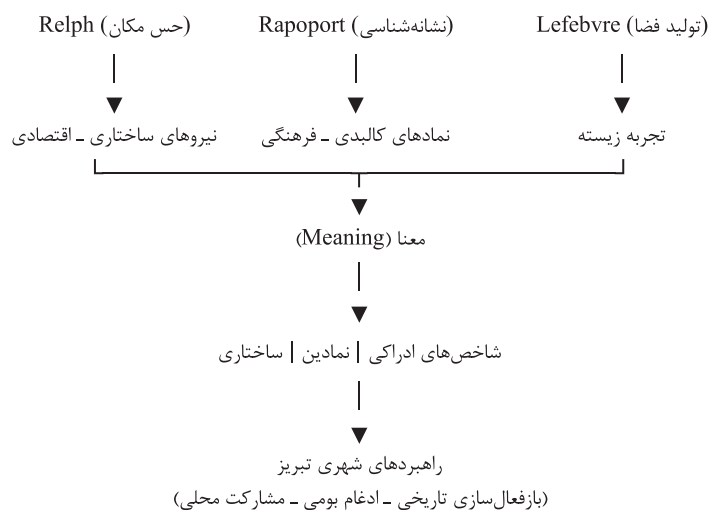 Relph (حس مکان)
Rapoport (نشانه‌شناسی)
Lefebvre (تولید فضا)
نیروهای ساختاری ـ اقتصادی
نمادهای کالبدی ـ فرهنگی
تجربه زیسته
معنا (Meaning)
شاخص‌های ادراکی | نمادین | ساختاری
راهبردهای شهری تبریز
(بازفعال‌سازی تاریخی ـ ادغام بومی ـ مشارکت محلی)